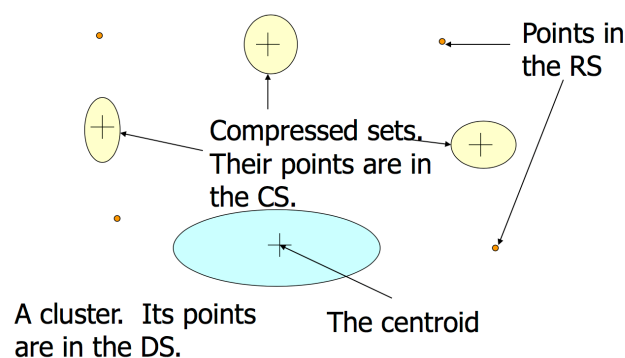 Points in
the RS
Compressed sets.
Their points are in
the CS.
A cluster.  Its points
are in the DS.
The centroid